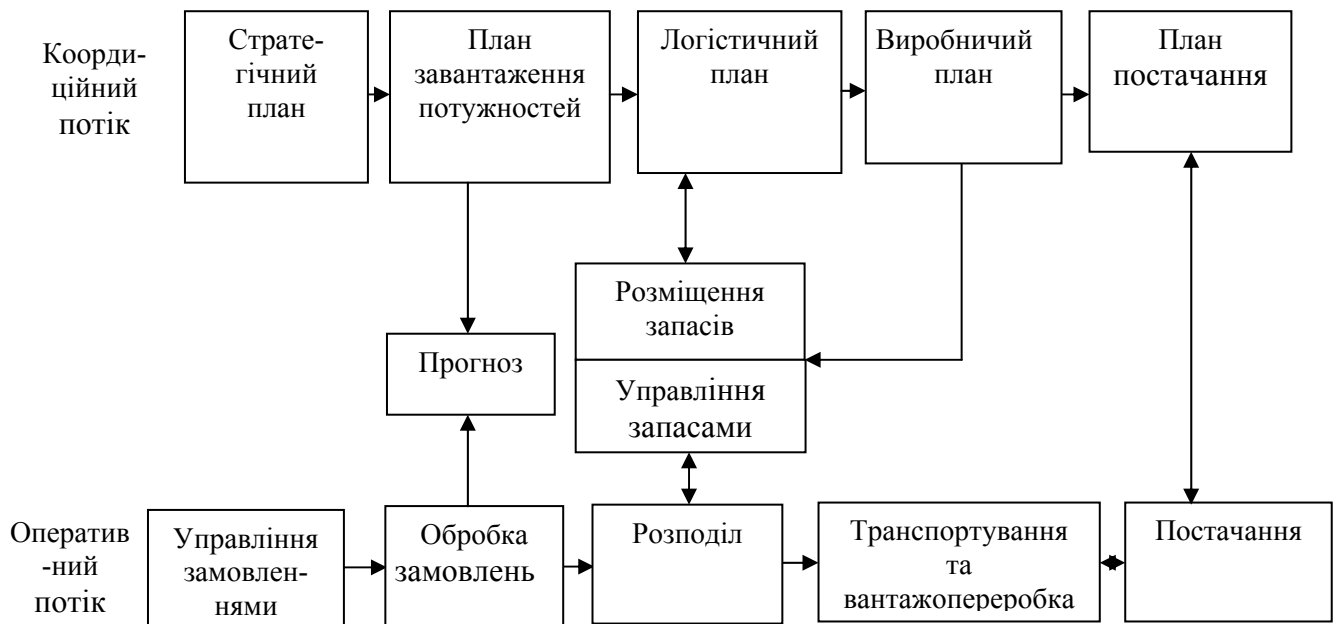 Коорди-
ційний
потік
Страте-
гічний
план
План
завантаження
потужностей
Логістичний
план
Виробничий
план
План
постачання
Розміщення
запасів
Прогноз
Управління
запасами
Оператив
-ний
потік
Управління
замовлен-
нями
Обробка
замовлень
Розподіл
Транспортування
та
вантажопереробка
Постачання